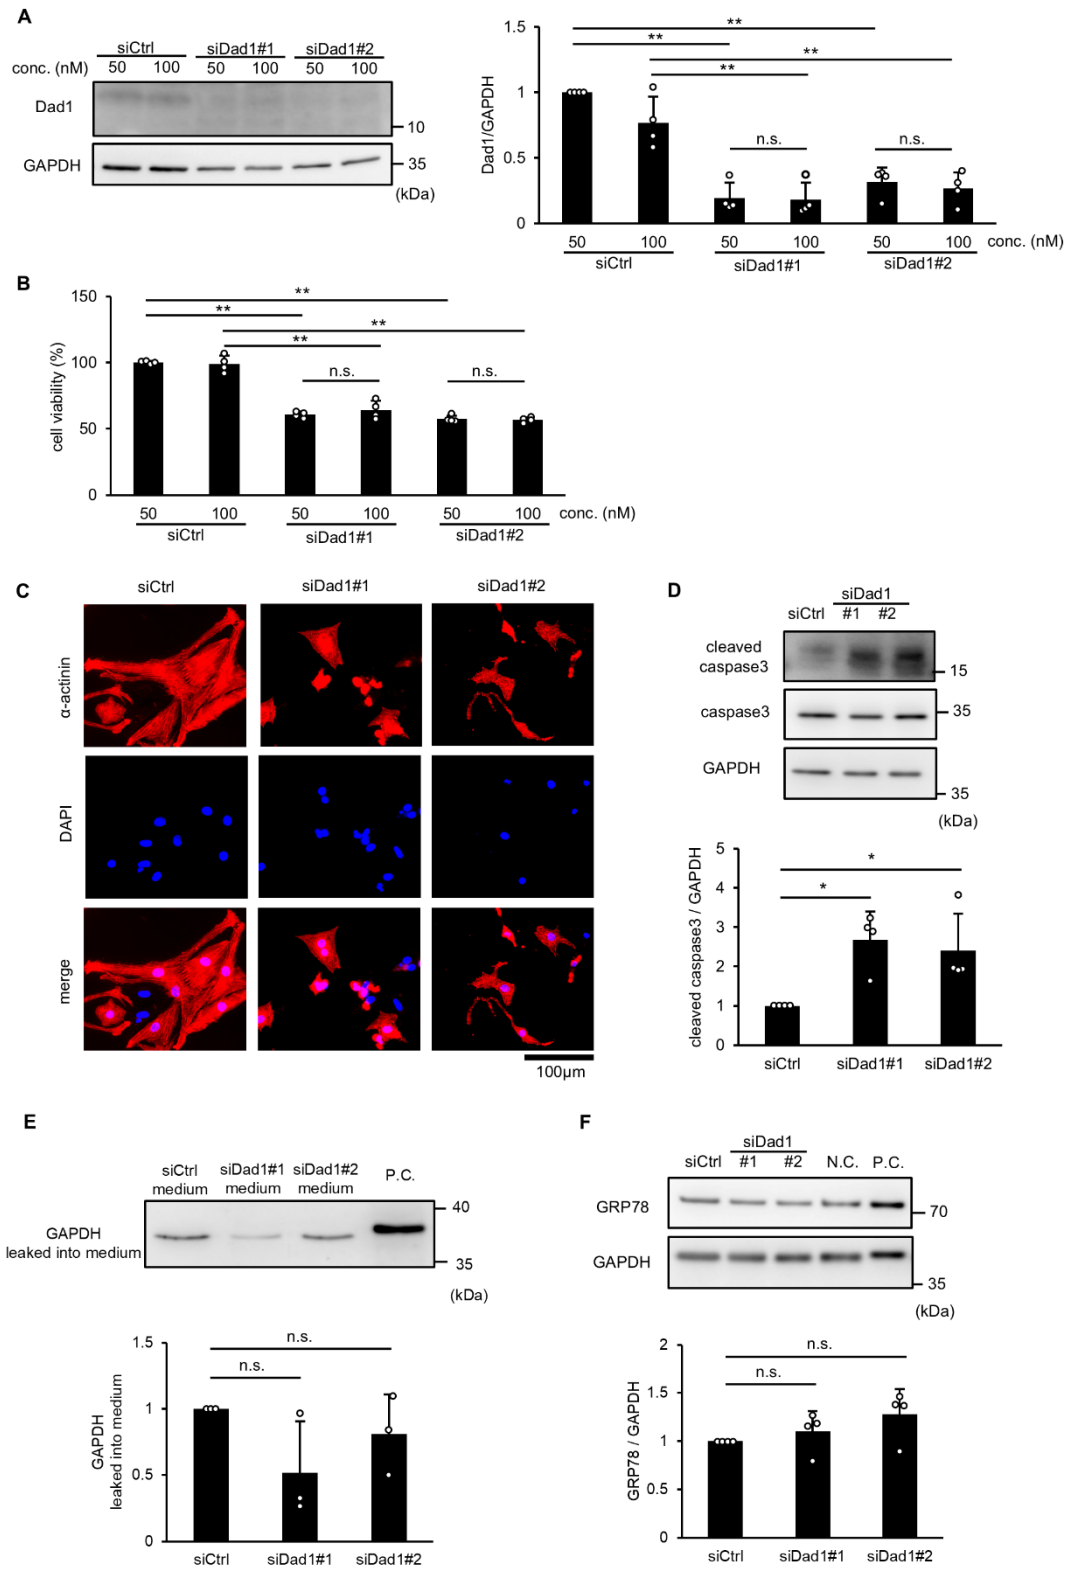 A
siCtrl siDad1#1 siDad1#2
conc. (nM) 50 100 50 100 50 100
Dad1
10
GAPDH
35
(kDa)
Dad1/GAPDH
1.5
1
0.5
0
**
**
**
**
n.s. n.s.
50 100 50 100 50 100 conc. (nM)
siCtrl siDad1#1 siDad1#2
B
cell viability (%)
150
100
50
0
**
**
**
**
n.s. n.s.
50 100 50 100 50 100 conc. (nM)
siCtrl siDad1#1 siDad1#2
C
siCtrl siDad1#1 siDad1#2
α-actinin
DAPI
merge
100μm
D
siDad1
siCtrl #1 #2
cleaved
caspase3
15
caspase3
35
GAPDH
35
(kDa)
cleaved caspase3 / GAPDH
5
4
3
2
1
0
*
*
siCtrl siDad1#1 siDad1#2
E
siCtrl siDad1#1 siDad1#2 P.C.
medium medium medium
GAPDH
leaked into medium
40
35
(kDa)
GAPDH
leaked into medium
1.5
1
0.5
0
n.s.
n.s.
siCtrl siDad1#1 siDad1#2
F
siDad1
siCtrl #1 #2 N.C. P.C.
GRP78
70
GAPDH
35
(kDa)
GRP78 / GAPDH
2
1.5
1
0.5
0
n.s.
n.s.
siCtrl siDad1#1 siDad1#2